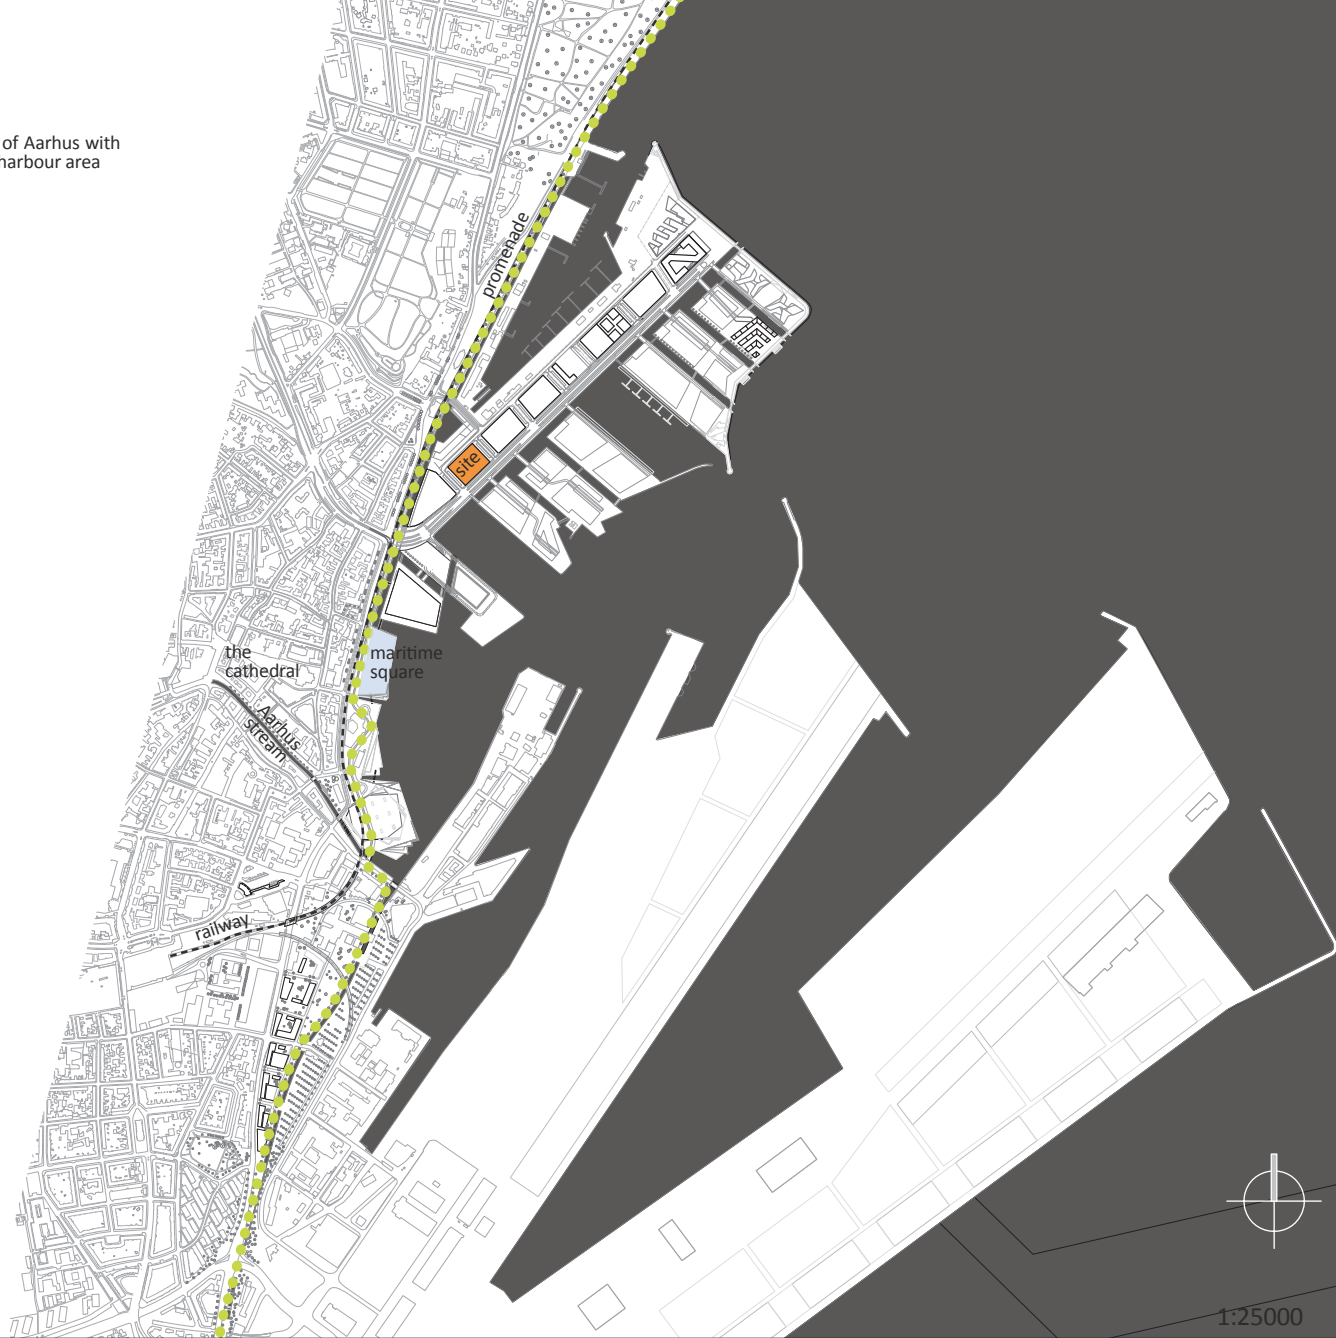 of Aarhus with
harbour area
promenade
site
the
cathedral
maritime
square
Aarhus
stream
railway
1:25000